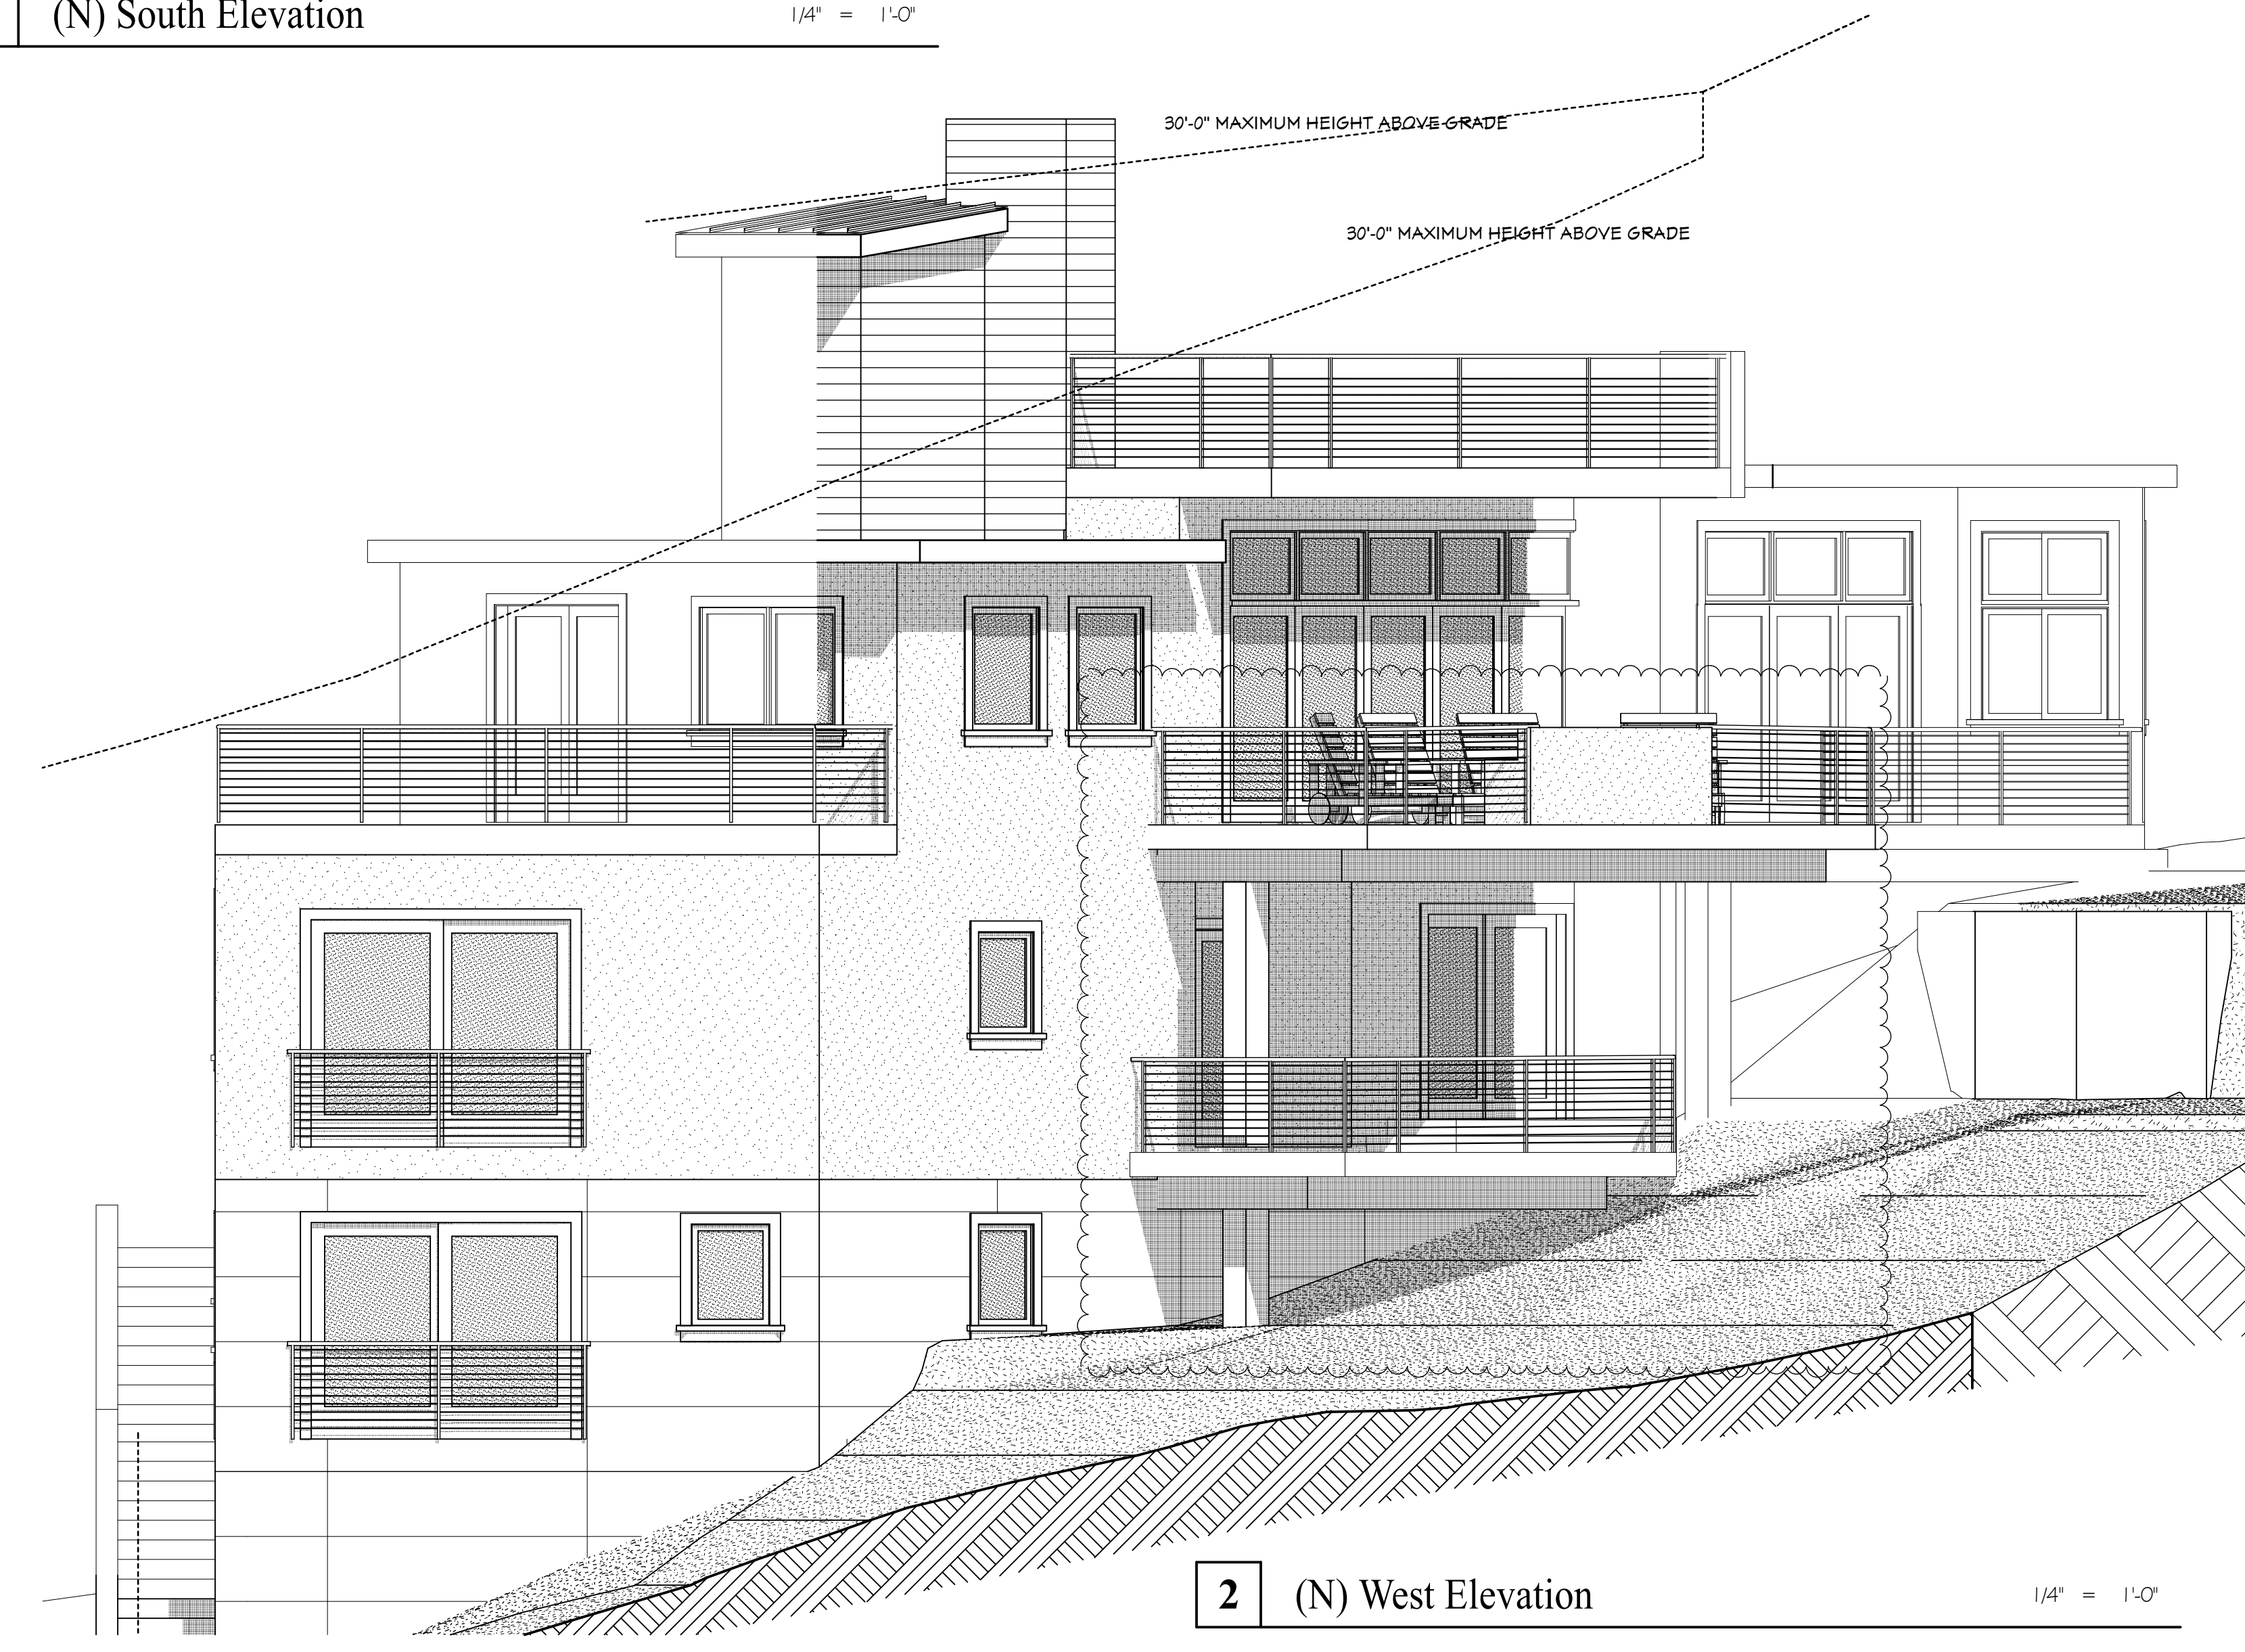 (N) South Elevation
1/4" = 1'-0"
30'-0" MAXIMUM HEIGHT ABOVE GRADE
30'-0" MAXIMUM HEIGHT ABOVE GRADE
2 (N) West Elevation
1/4" = 1'-0"